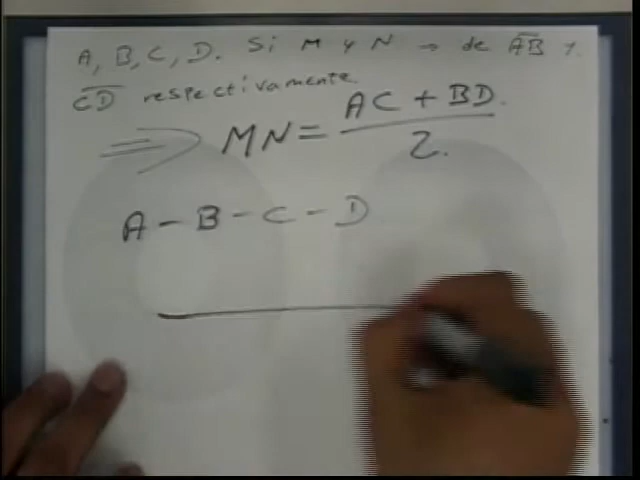 A, B, C, D. Si M y N → de AB y
CD respectivamente.
⇒ MN = (AC + BD)/2.
A – B – C – D